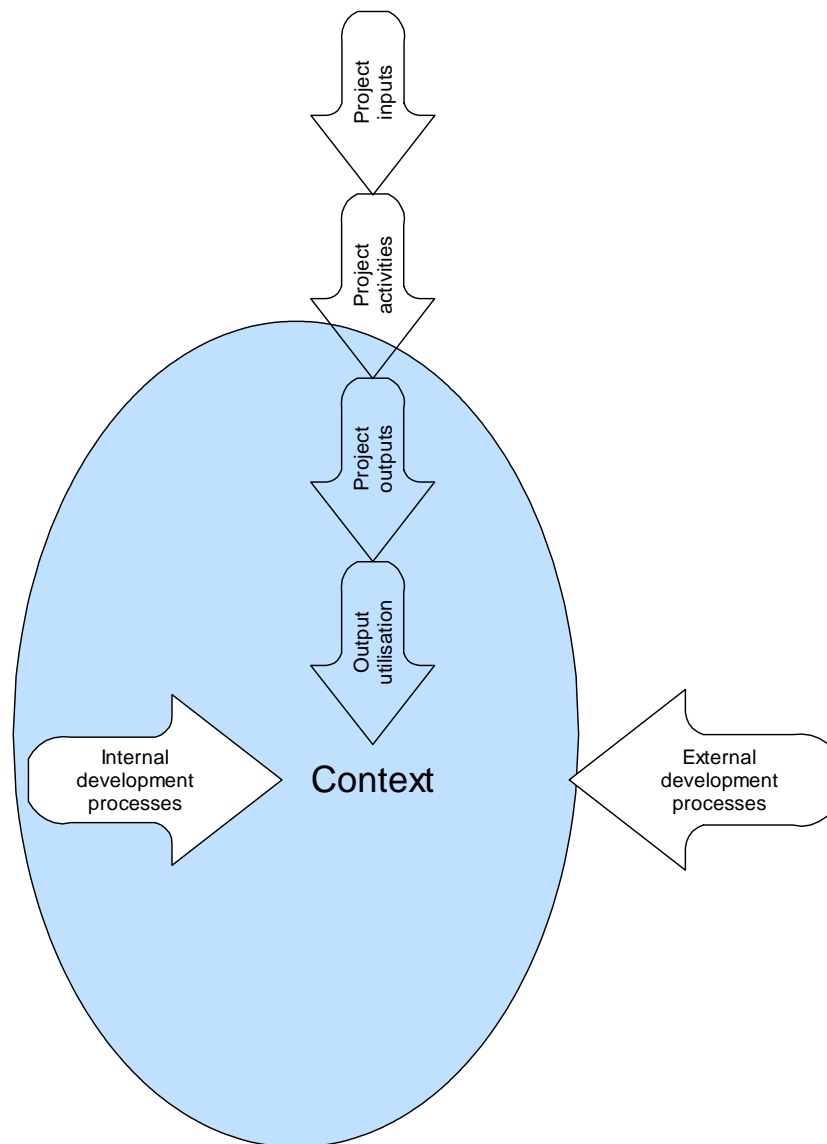 Project
inputs
Project
activities
Project
outputs
Output
utilisation
Internal
development
processes
Context
External
development
processes